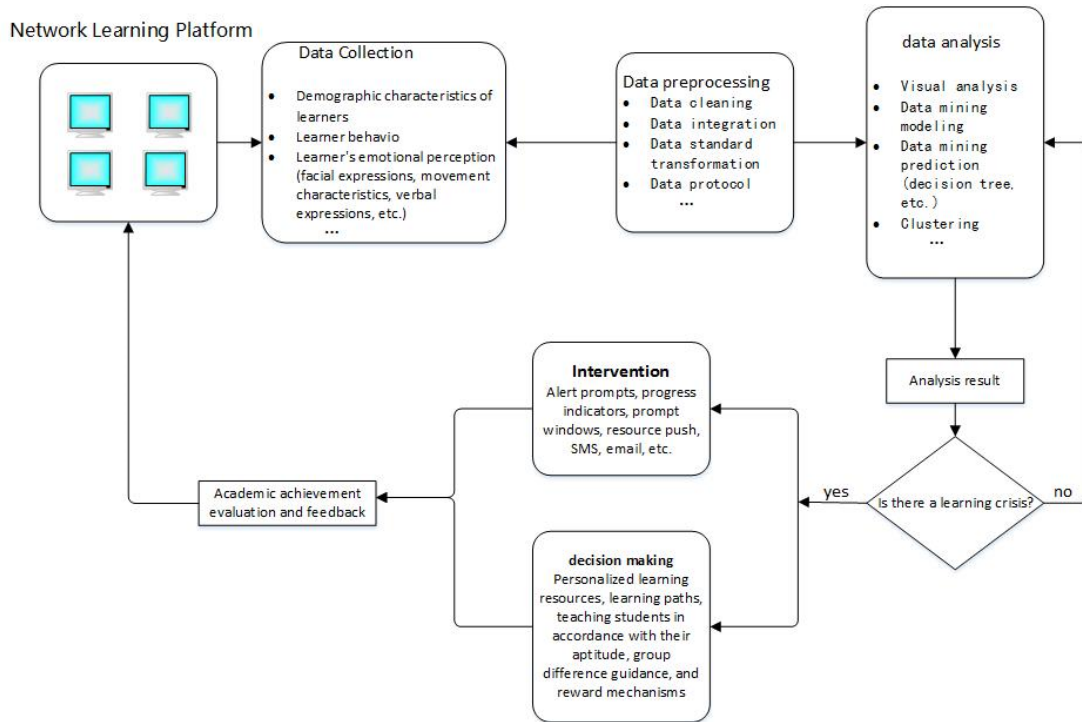 Network Learning Platform
Data Collection
• Demographic characteristics of
learners
• Learner behavio
• Learner's emotional perception
(facial expressions, movement
characteristics, verbal
expressions, etc.)
...
Data preprocessing
• Data cleaning
• Data integration
• Data standard
transformation
• Data protocol
...
data analysis
• Visual analysis
• Data mining
modeling
• Data mining
prediction
(decision tree,
etc.)
• Clustering
...
Analysis result
Is there a learning crisis?
yes
no
Intervention
Alert prompts, progress
indicators, prompt
windows, resource push,
SMS, email, etc.
decision making
Personalized learning
resources, learning paths,
teaching students in
accordance with their
aptitude, group
difference guidance, and
reward mechanisms
Academic achievement
evaluation and feedback